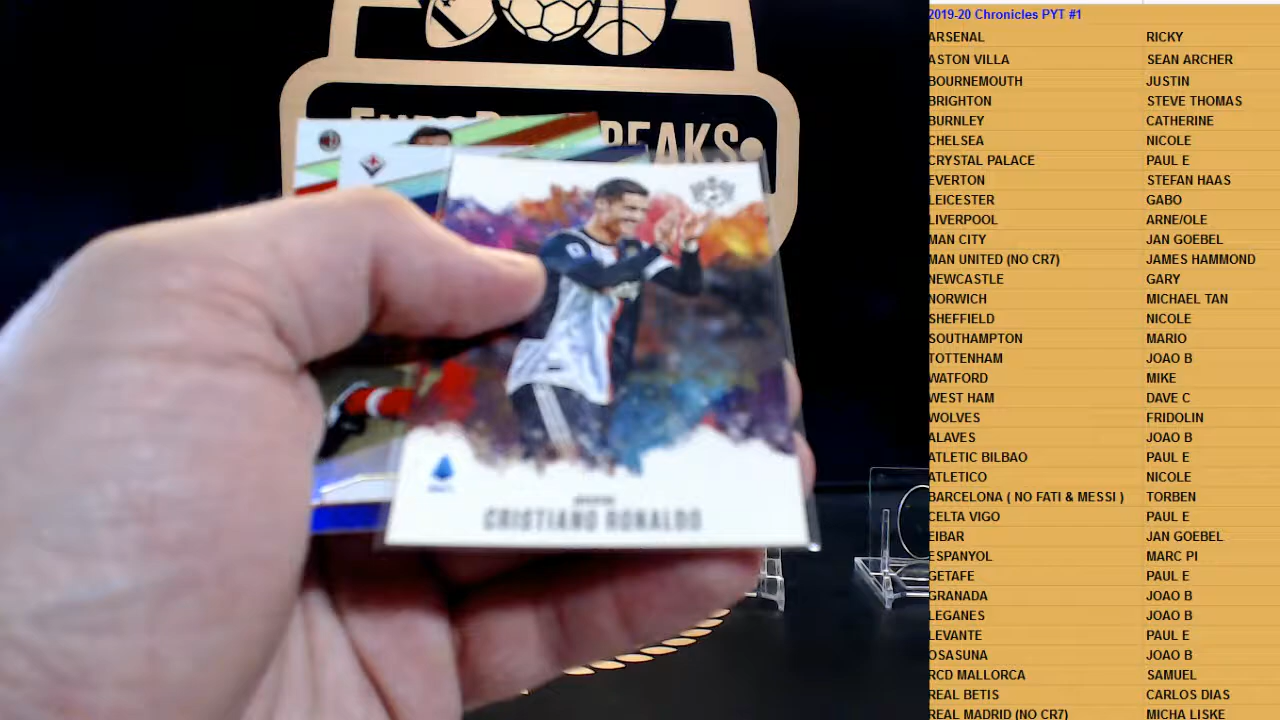 2019-20 Chronicles PYT #1
ARSENAL RICKY
ASTON VILLA SEAN ARCHER
BOURNEMOUTH JUSTIN
BRIGHTON STEVE THOMAS
BURNLEY CATHERINE
CHELSEA NICOLE
CRYSTAL PALACE PAUL E
EVERTON STEFAN HAAS
LEICESTER GABO
LIVERPOOL ARNE/OLE
MAN CITY JAN GOEBEL
MAN UNITED (NO CR7) JAMES HAMMOND
NEWCASTLE GARY
NORWICH MICHAEL TAN
SHEFFIELD NICOLE
SOUTHAMPTON MARIO
TOTTENHAM JOAO B
WATFORD MIKE
WEST HAM DAVE C
WOLVES FRIDOLIN
ALAVES JOAO B
ATLETIC BILBAO PAUL E
ATLETICO NICOLE
BARCELONA ( NO FATI & MESSI ) TORBEN
CELTA VIGO PAUL E
EIBAR JAN GOEBEL
ESPANYOL MARC PI
GETAFE PAUL E
GRANADA JOAO B
LEGANES JOAO B
LEVANTE PAUL E
OSASUNA JOAO B
RCD MALLORCA SAMUEL
REAL BETIS CARLOS DIAS
REAL MADRID (NO CR7) MICHA LISKE
CRISTIANO RONALDO